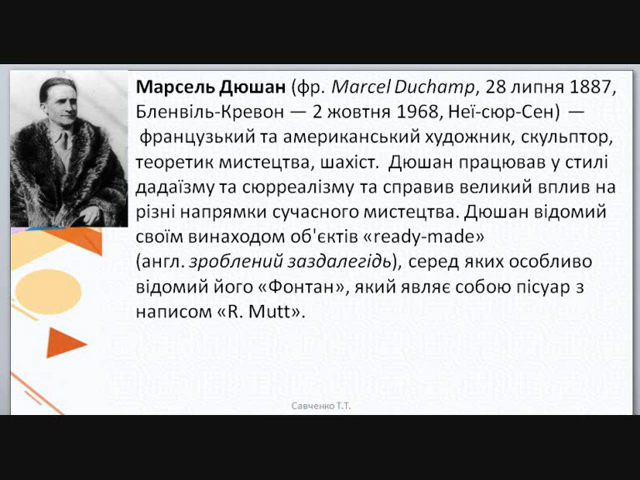 Марсель Дюшан (фр. Marcel Duchamp, 28 липня 1887,
Бленвіль-Кревон — 2 жовтня 1968, Неї-сюр-Сен) —
французький та американський художник, скульптор,
теоретик мистецтва, шахіст. Дюшан працював у стилі
дадаїзму та сюрреалізму та справив великий вплив на
різні напрямки сучасного мистецтва. Дюшан відомий
своїм винаходом об'єктів «ready-made»
(англ. зроблений заздалегідь), серед яких особливо
відомий його «Фонтан», який являє собою пісуар з
написом «R. Mutt».
Савченко Т.Т.